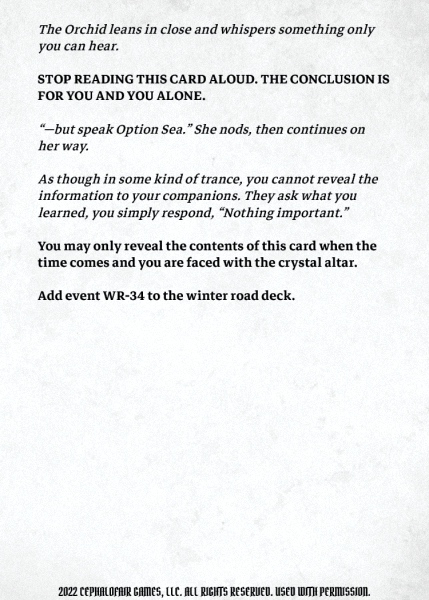 The Orchid leans in close and whispers something only
you can hear.
STOP READING THIS CARD ALOUD. THE CONCLUSION IS
FOR YOU AND YOU ALONE.
“—but speak Option Sea.” She nods, then continues on
her way.
As though in some kind of trance, you cannot reveal the
information to your companions. They ask what you
learned, you simply respond, “Nothing important.”
You may only reveal the contents of this card when the
time comes and you are faced with the crystal altar.
Add event WR-34 to the winter road deck.
2022 CEPHALOFAIR GAMES, LLC. ALL RIGHTS RESERVED. USED WITH PERMISSION.